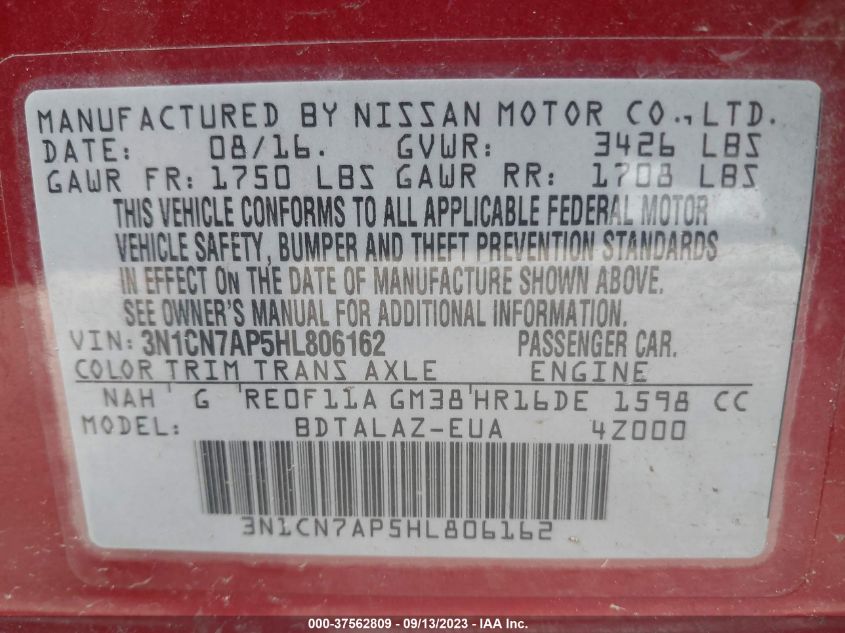 MANUFACTURED BY NISSAN MOTOR CO., LTD.
DATE: 08/16. GVWR: 3426 LBS
GAWR FR: 1750 LBS GAWR RR: 1708 LBS
THIS VEHICLE CONFORMS TO ALL APPLICABLE FEDERAL MOTOR
VEHICLE SAFETY, BUMPER AND THEFT PREVENTION STANDARDS
IN EFFECT ON THE DATE OF MANUFACTURE SHOWN ABOVE.
SEE OWNER'S MANUAL FOR ADDITIONAL INFORMATION.
VIN: 3N1CN7AP5HL806162 PASSENGER CAR.
COLOR TRIM TRANS AXLE ENGINE
NAH G RE0F11A GM38 HR16DE 1598 CC
MODEL: BDTALAZ-EUA 4Z000
3N1CN7AP5HL806162
000-37562809 - 09/13/2023 - IAA Inc.